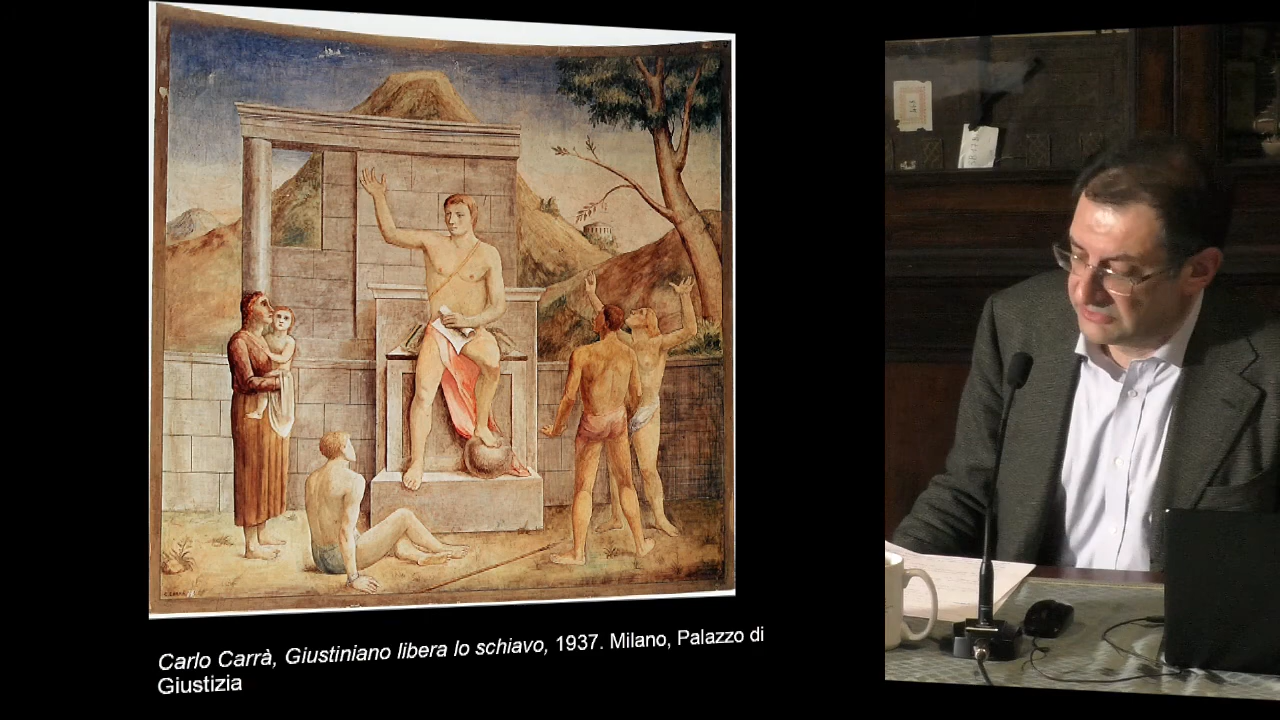 Carlo Carrà, Giustiniano libera lo schiavo, 1937. Milano, Palazzo di
Giustizia